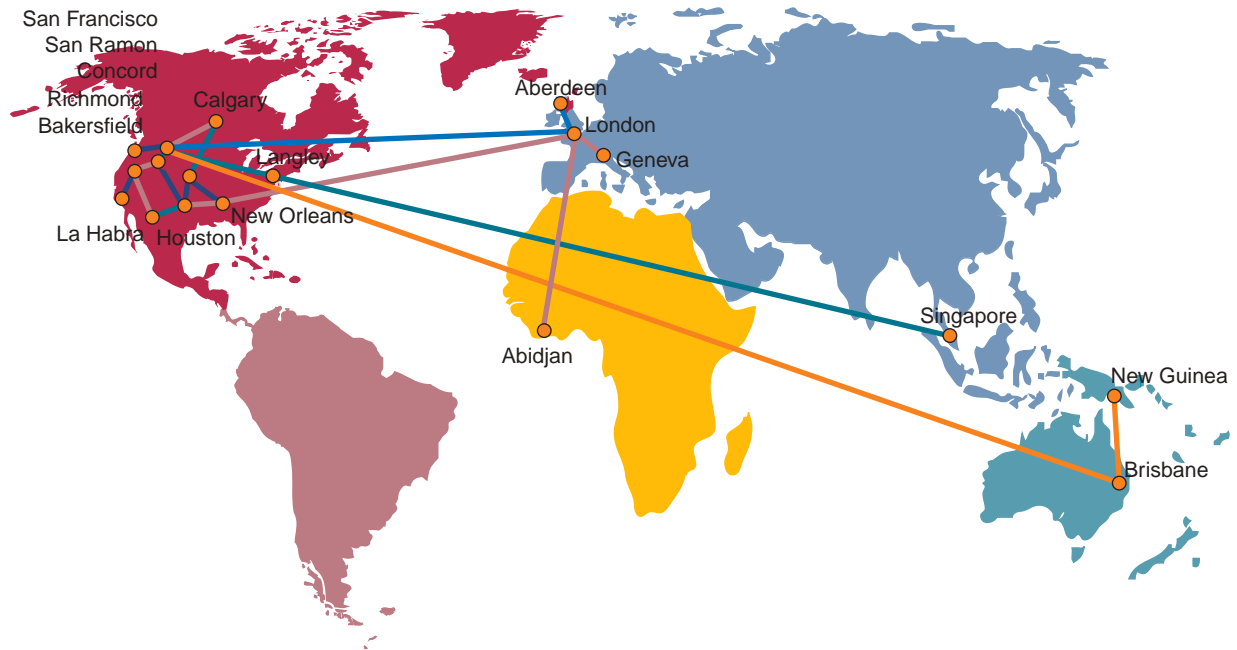 San Francisco
San Ramon
Concord
Richmond
Bakersfield
Calgary
Aberdeen
London
Langley
Geneva
New Orleans
La Habra
Houston
Singapore
Abidjan
New Guinea
Brisbane